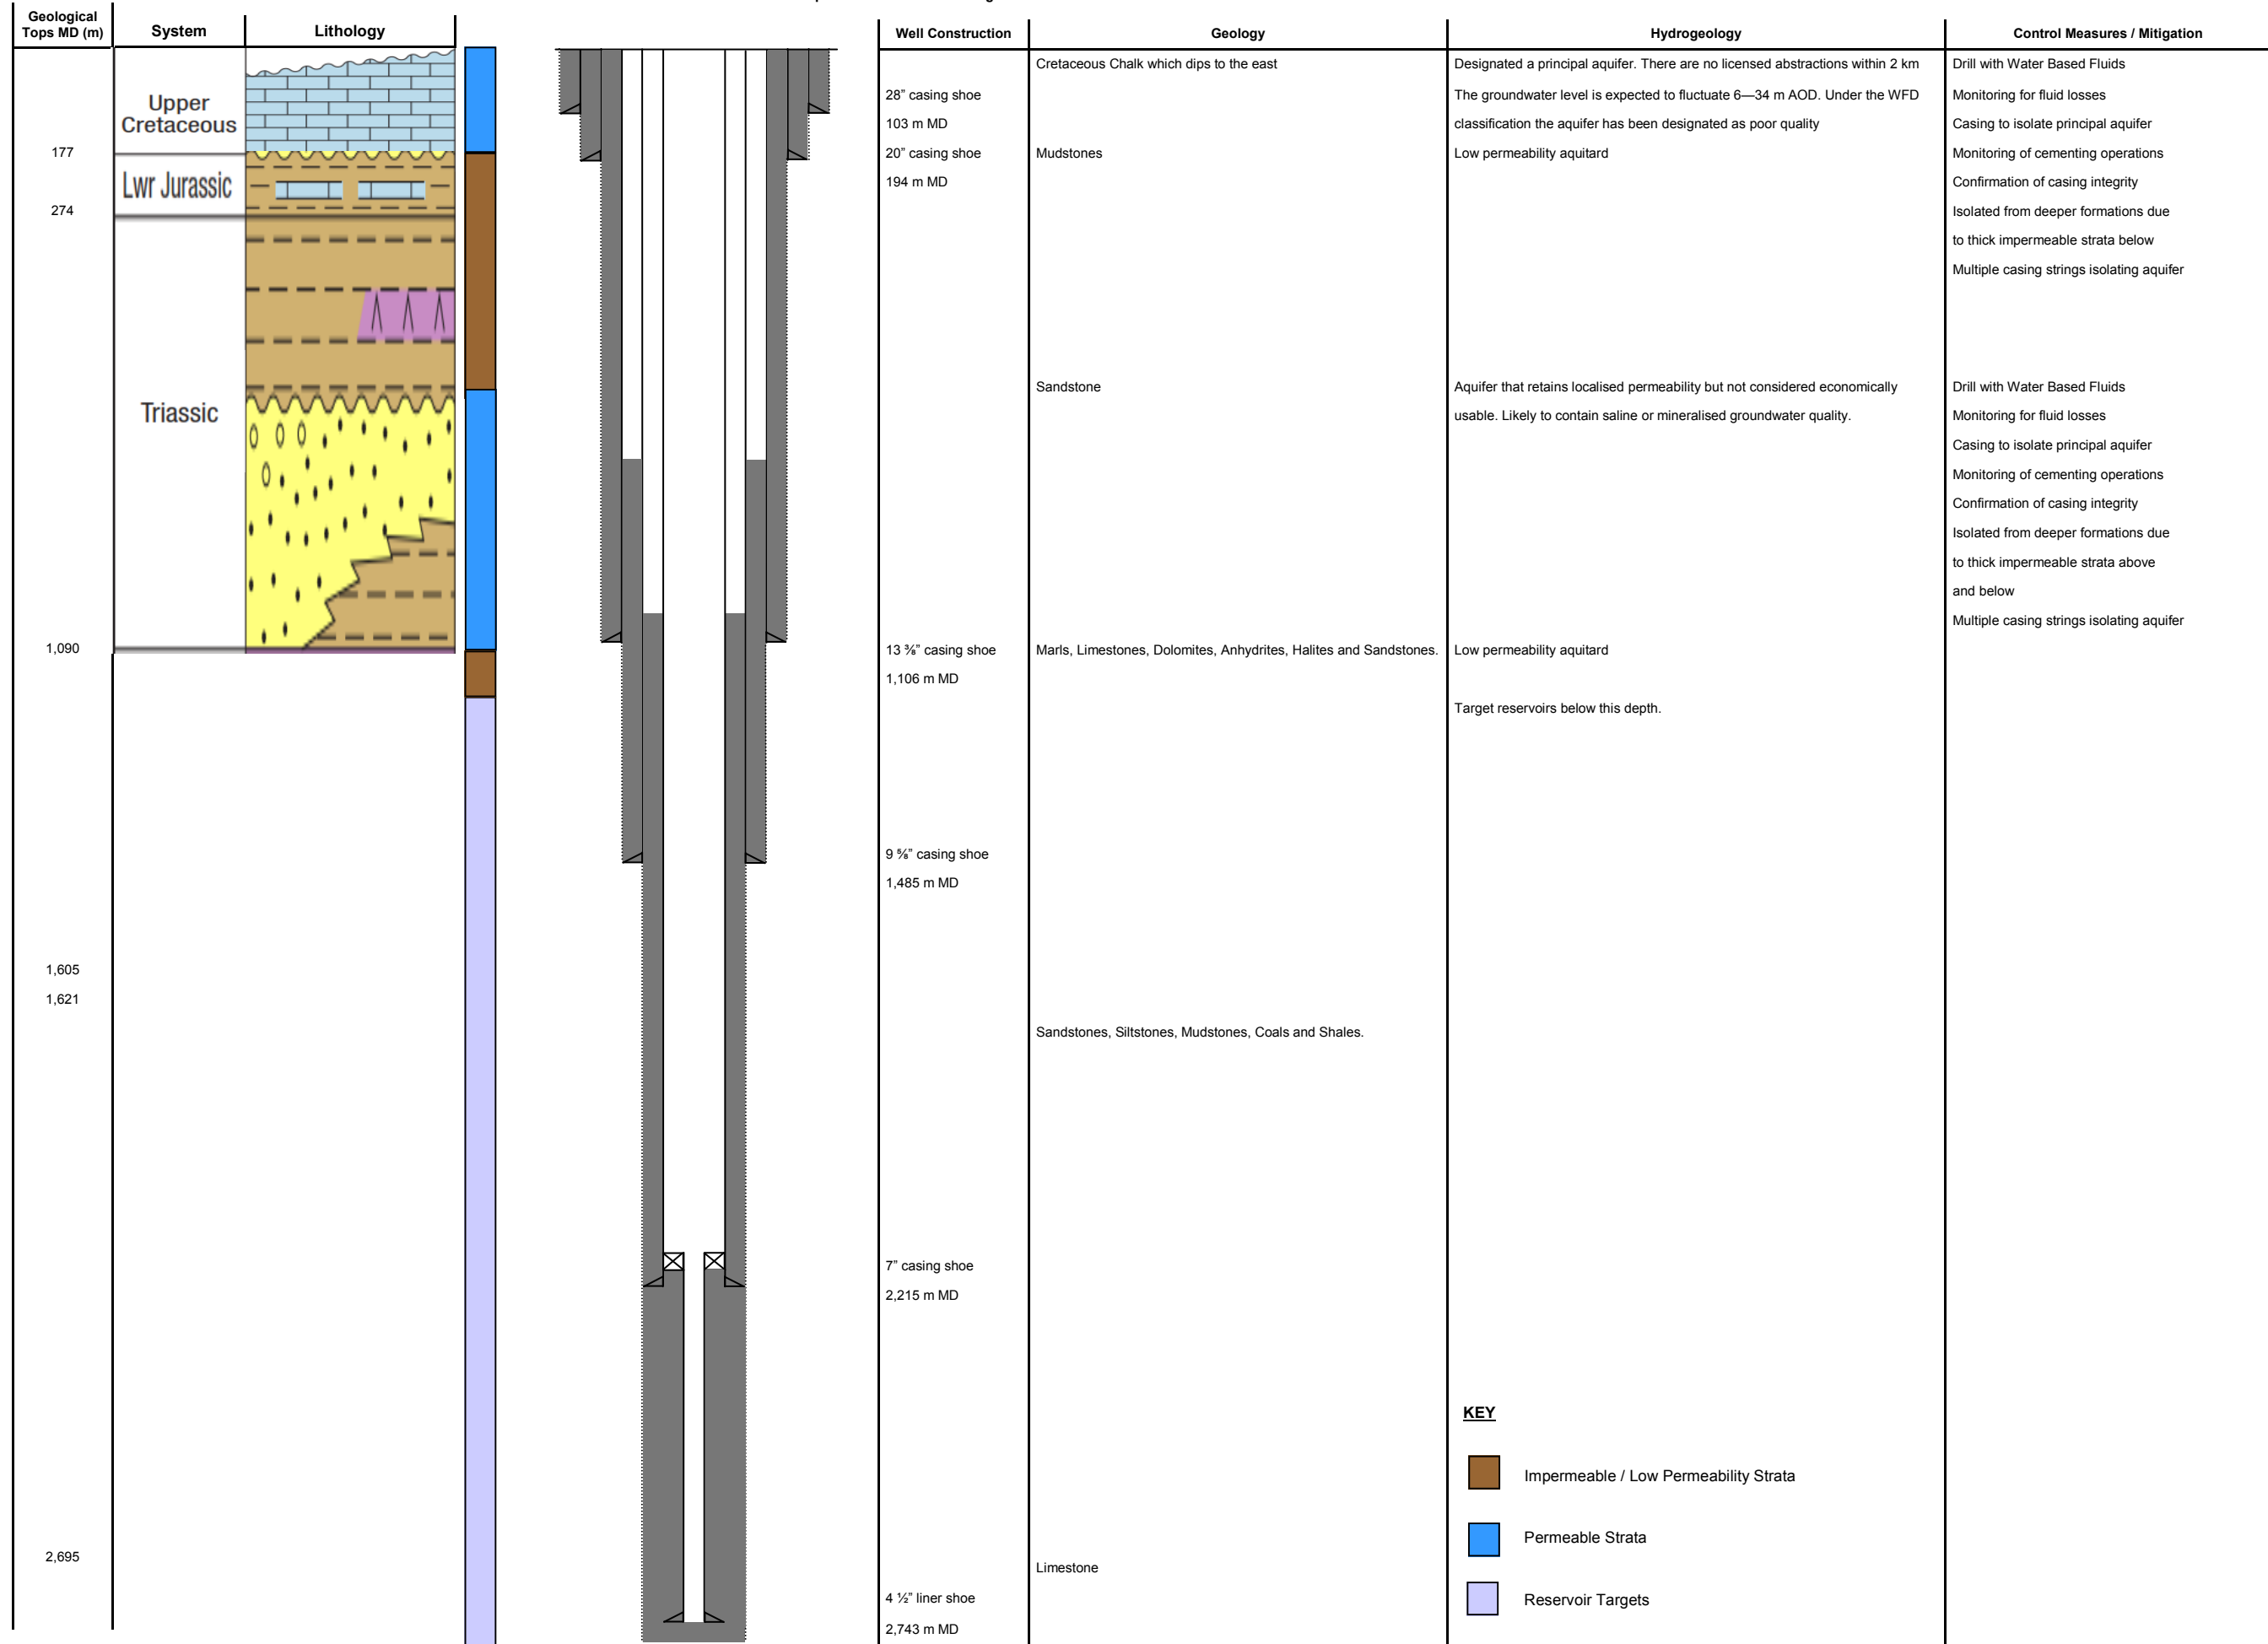 Geological
Tops MD (m)
System
Lithology
Well Construction
Geology
Hydrogeology
Control Measures / Mitigation
Upper
Cretaceous
177
Lwr Jurassic
274
Triassic
1,090
1,605
1,621
2,695
28” casing shoe
103 m MD
20” casing shoe
194 m MD
13 ⅜” casing shoe
1,106 m MD
9 ⅝” casing shoe
1,485 m MD
7” casing shoe
2,215 m MD
4 ½” liner shoe
2,743 m MD
Cretaceous Chalk which dips to the east
Mudstones
Sandstone
Marls, Limestones, Dolomites, Anhydrites, Halites and Sandstones.
Sandstones, Siltstones, Mudstones, Coals and Shales.
Limestone
Designated a principal aquifer. There are no licensed abstractions within 2 km
The groundwater level is expected to fluctuate 6—34 m AOD. Under the WFD
classification the aquifer has been designated as poor quality
Low permeability aquitard
Aquifer that retains localised permeability but not considered economically
usable. Likely to contain saline or mineralised groundwater quality.
Low permeability aquitard
Target reservoirs below this depth.
Drill with Water Based Fluids
Monitoring for fluid losses
Casing to isolate principal aquifer
Monitoring of cementing operations
Confirmation of casing integrity
Isolated from deeper formations due
to thick impermeable strata below
Multiple casing strings isolating aquifer
Drill with Water Based Fluids
Monitoring for fluid losses
Casing to isolate principal aquifer
Monitoring of cementing operations
Confirmation of casing integrity
Isolated from deeper formations due
to thick impermeable strata above
and below
Multiple casing strings isolating aquifer
KEY
Impermeable / Low Permeability Strata
Permeable Strata
Reservoir Targets